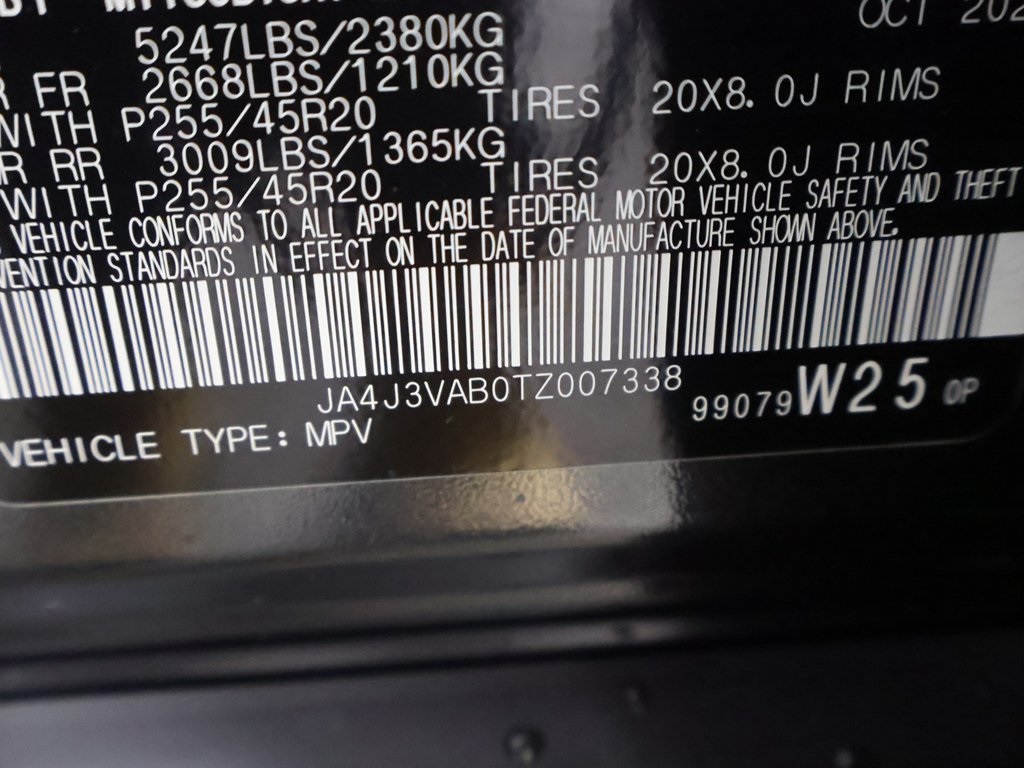 OCT 202
5247LBS/2380KG
FR 2668LBS/1210KG
WITH P255/45R20 TIRES 20X8.0J RIMS
RR 3009LBS/1365KG
WITH P255/45R20 TIRES 20X8.0J RIMS
VEHICLE CONFORMS TO ALL APPLICABLE FEDERAL MOTOR VEHICLE SAFETY AND THEFT
VENTION STANDARDS IN EFFECT ON THE DATE OF MANUFACTURE SHOWN ABOVE.
JA4J3VAB0TZ007338
99079 W25 0P
VEHICLE TYPE: MPV